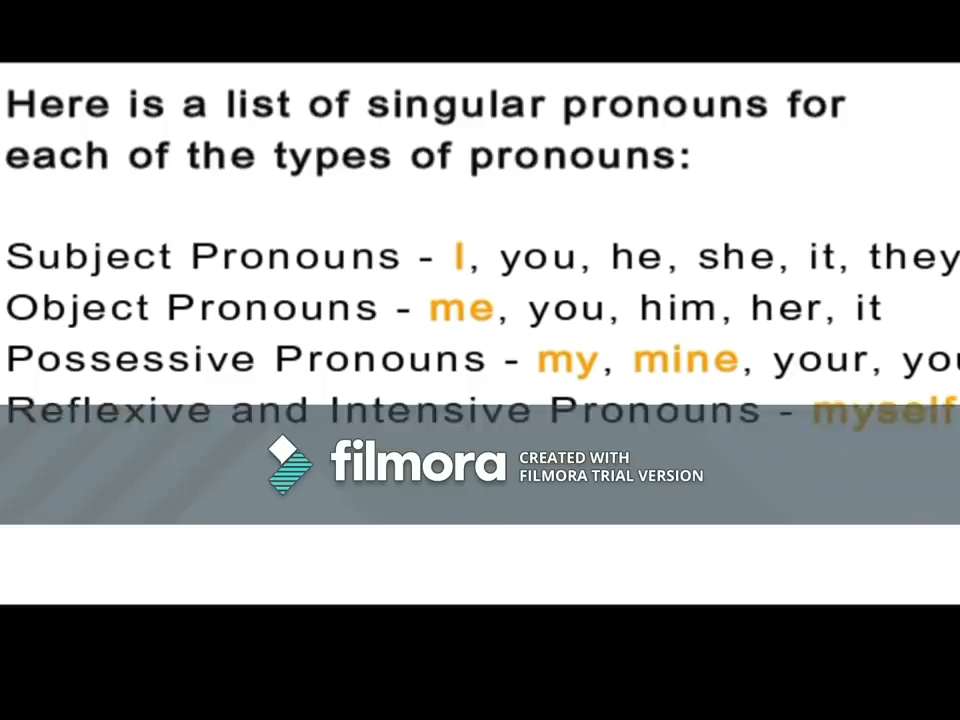 Here is a list of singular pronouns for
each of the types of pronouns:
Subject Pronouns - I, you, he, she, it, they
Object Pronouns - me, you, him, her, it
Possessive Pronouns - my, mine, your,
Reflexive and Intensive Pronouns - myself
filmora
CREATED WITH
FILMORA TRIAL VERSION